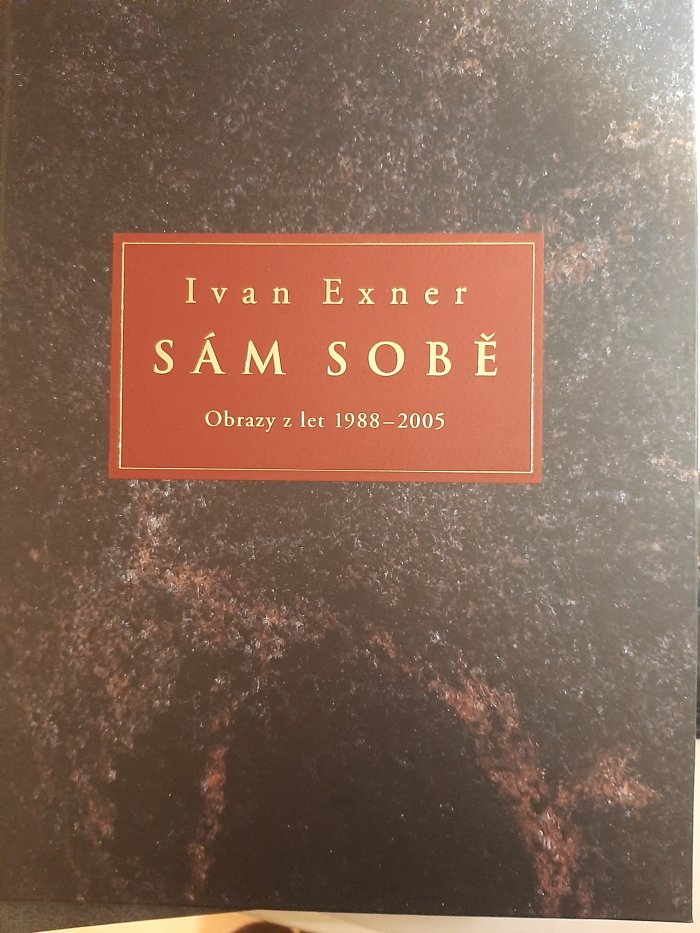 Ivan Exner
SÁM SOBĚ
Obrazy z let 1988–2005